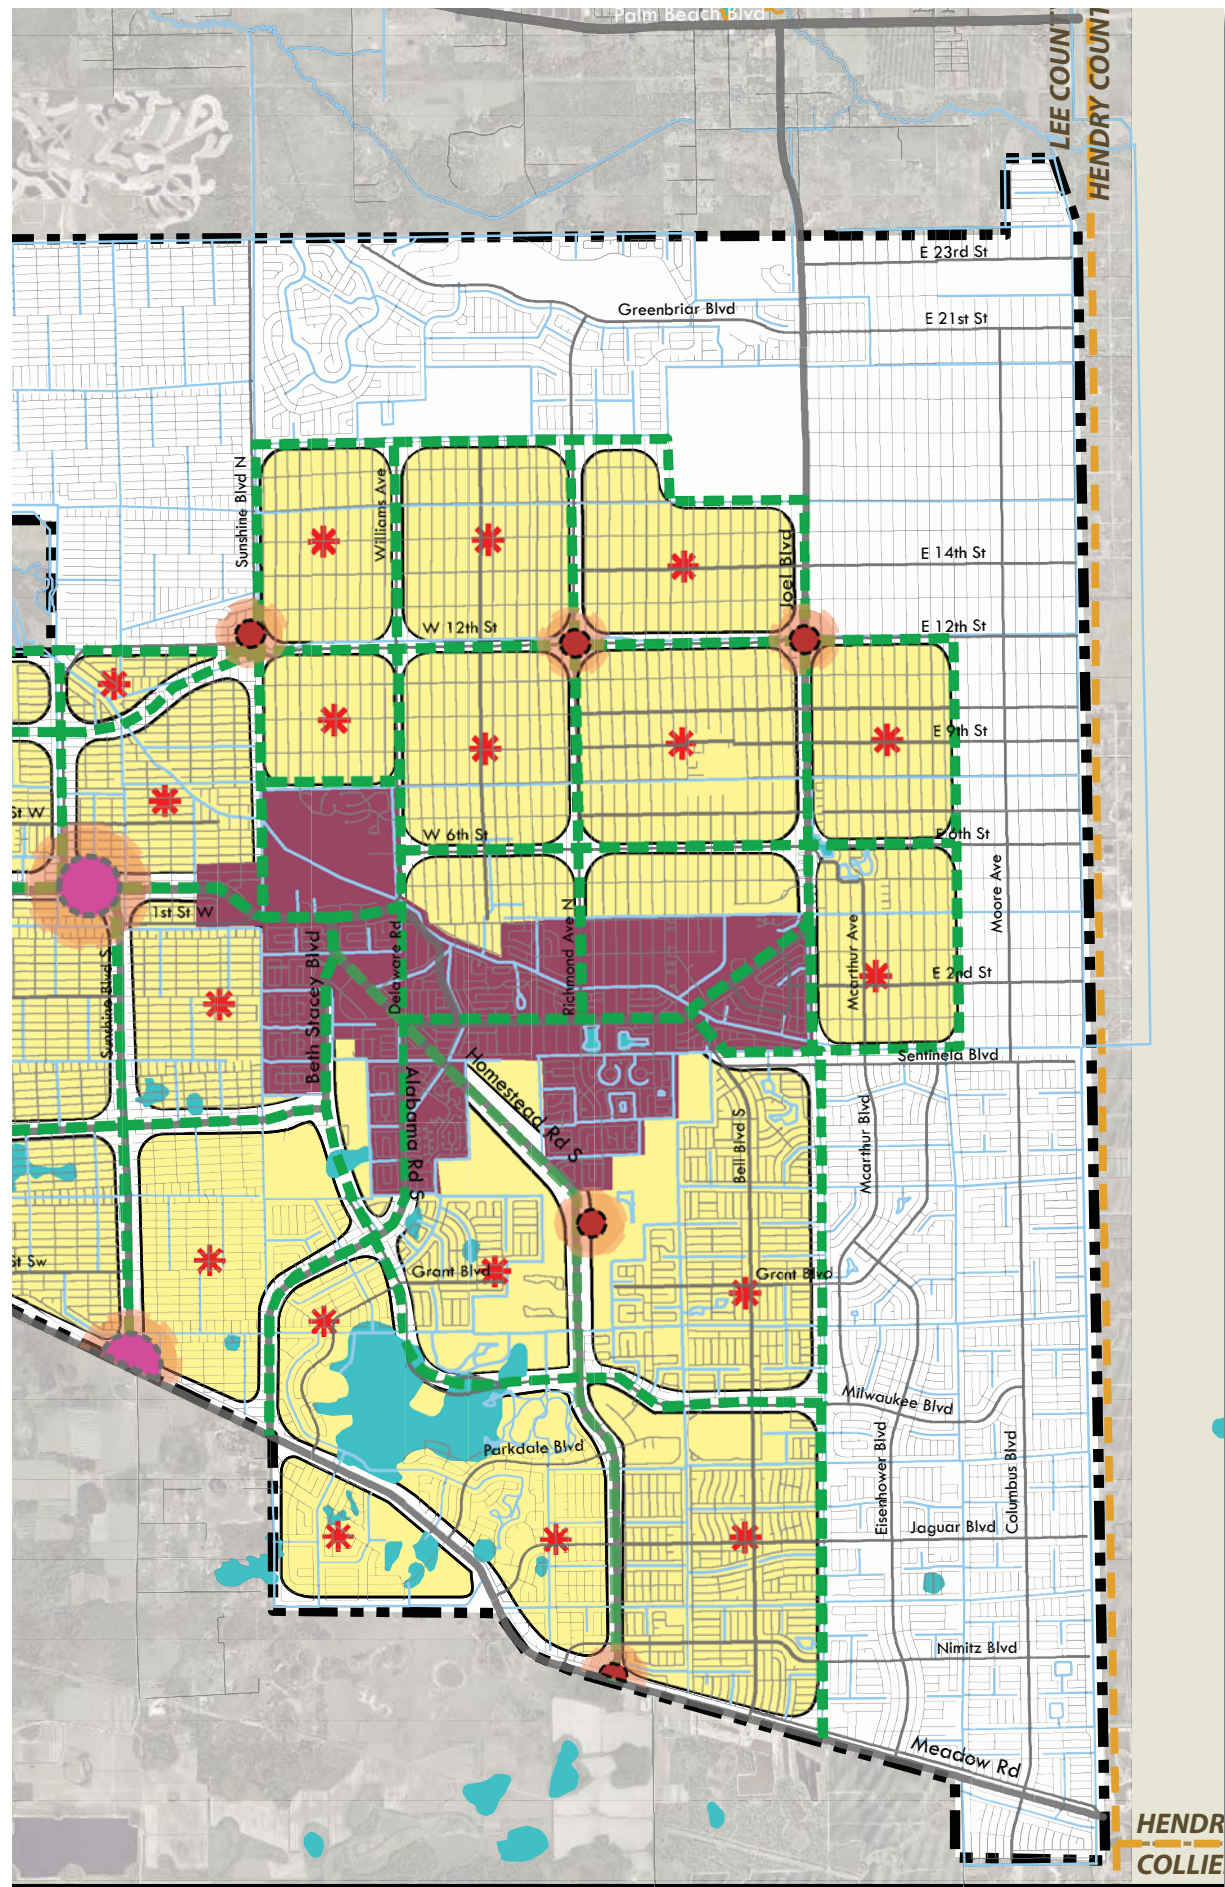 Palm Beach Blvd
LEE COUNT
HENDRY COUNT
E 23rd St
Greenbriar Blvd
E 21st St
Sunshine Blvd N
Williams Ave
Joel Blvd
E 14th St
W 12th St
E 12th St
E 9th St
St W
W 6th St
E 6th St
Moore Ave
1st St W
Sunshine Blvd S
Beth Stacey Blvd
Delaware Rd
Richmond Ave N
Mcarthur Ave
E 2nd St
Sentinela Blvd
Homestead Rd S
Alabama Rd S
Bell Blvd S
Mcarthur Blvd
St Sw
Grant Blvd
Grant Blvd
Milwaukee Blvd
Parkdale Blvd
Eisenhower Blvd
Columbus Blvd
Jaguar Blvd
Nimitz Blvd
Meadow Rd
HENDR
COLLIE